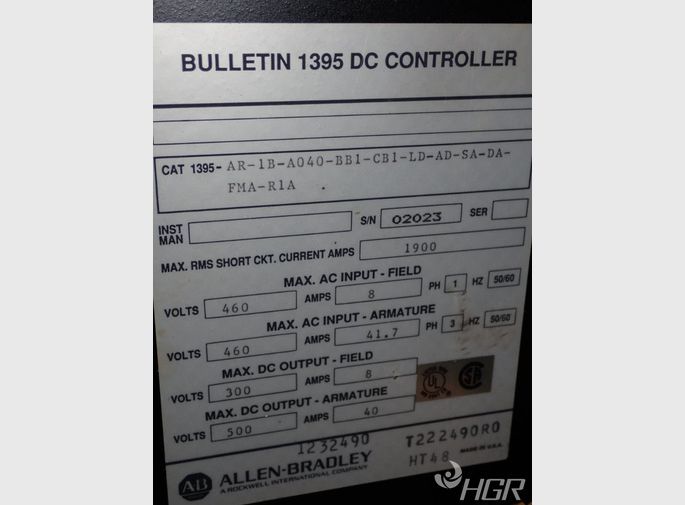 BULLETIN 1395 DC CONTROLLER
CAT 1395- AR-1B-A040-BB1-CB1-LD-AD-SA-DA-
FMA-R1A .
INST MAN S/N 02023 SER
MAX. RMS SHORT CKT. CURRENT AMPS 1900
MAX. AC INPUT - FIELD
VOLTS 460 AMPS 8 PH 1 HZ 50/60
MAX. AC INPUT - ARMATURE
VOLTS 460 AMPS 41.7 PH 3 HZ 50/60
MAX. DC OUTPUT - FIELD
VOLTS 300 AMPS 8
MAX. DC OUTPUT - ARMATURE
VOLTS 500 AMPS 40
1232490 T222490R0
AB ALLEN-BRADLEY HT48 MADE IN U.S.A.
A ROCKWELL INTERNATIONAL COMPANY
UL
SA
HGR